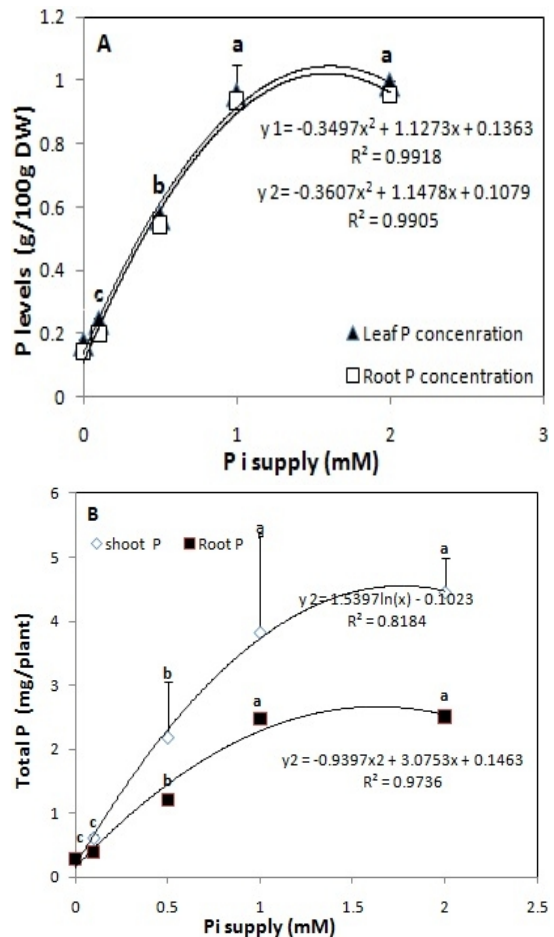 A
P levels (g/100g DW)
1.2
1
0.8
0.6
0.4
0.2
0
a
a
b
c
y 1= -0.3497x² + 1.1273x + 0.1363
R² = 0.9918
y 2= -0.3607x² + 1.1478x + 0.1079
R² = 0.9905
Leaf P concenration
Root P concentration
0 1 2 3
P i supply (mM)
B
Total P (mg/plant)
6
5
4
3
2
1
0
shoot P Root P
a
a
y 2= 1.5397ln(x) - 0.1023
R² = 0.8184
b
a
a
y2= -0.9397x2 + 3.0753x + 0.1463
R² = 0.9736
b
c c
0 0.5 1 1.5 2 2.5
Pi supply (mM)